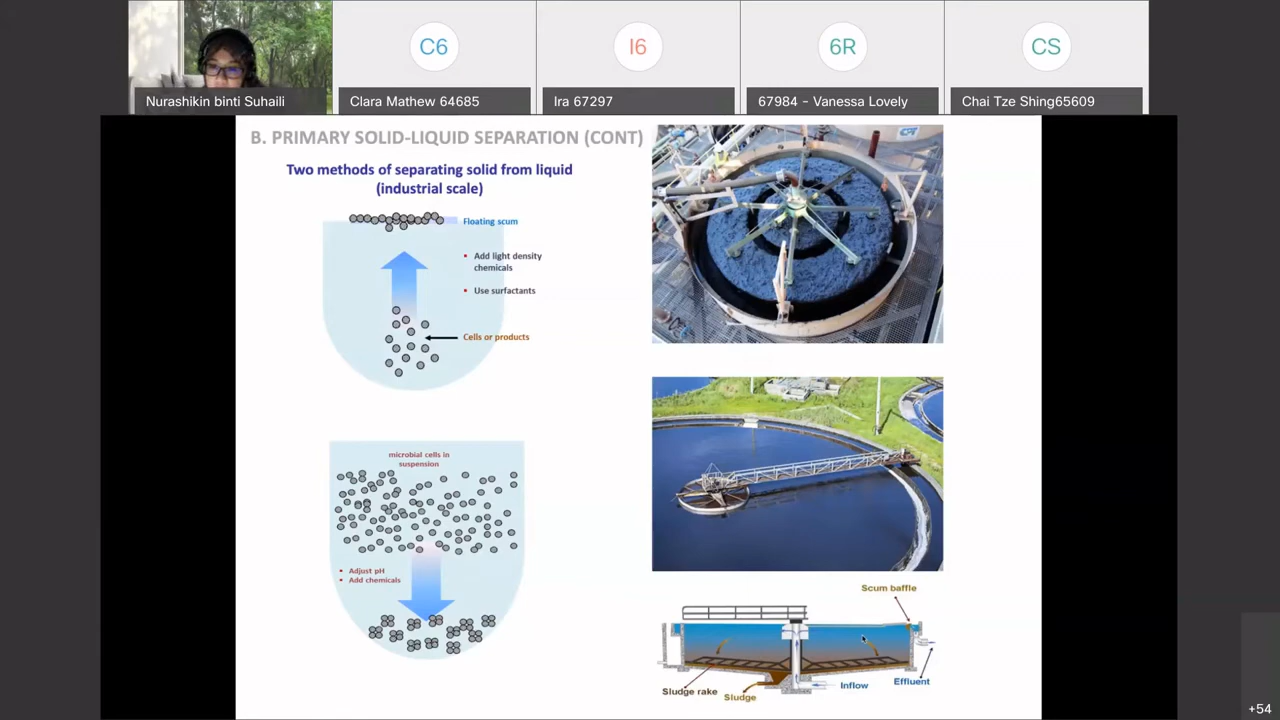 C6
I6
6R
CS
Nurashikin binti Suhaili
Clara Mathew 64685
Ira 67297
67984 - Vanessa Lovely
Chai Tze Shing65609
B. PRIMARY SOLID-LIQUID SEPARATION (CONT)
Two methods of separating solid from liquid
(industrial scale)
Floating scum
Add light density
chemicals
Use surfactants
Cells or products
microbial cells in
suspension
Adjust pH
Add chemicals
CPT
Scum baffle
Sludge rake
Sludge
Inflow
Effluent
+54